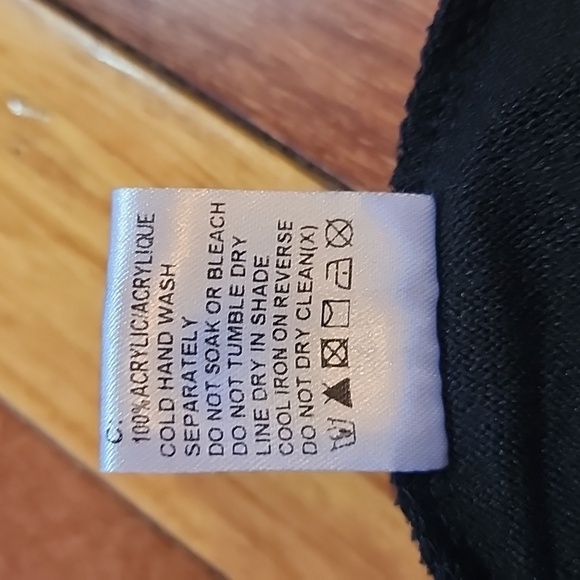 C.
100%ACRYLIC/ACRYLIQUE
COLD HAND WASH
SEPARATELY
DO NOT SOAK OR BLEACH
DO NOT TUMBLE DRY
LINE DRY IN SHADE
COOL IRON ON REVERSE
DO NOT DRY CLEAN(X)